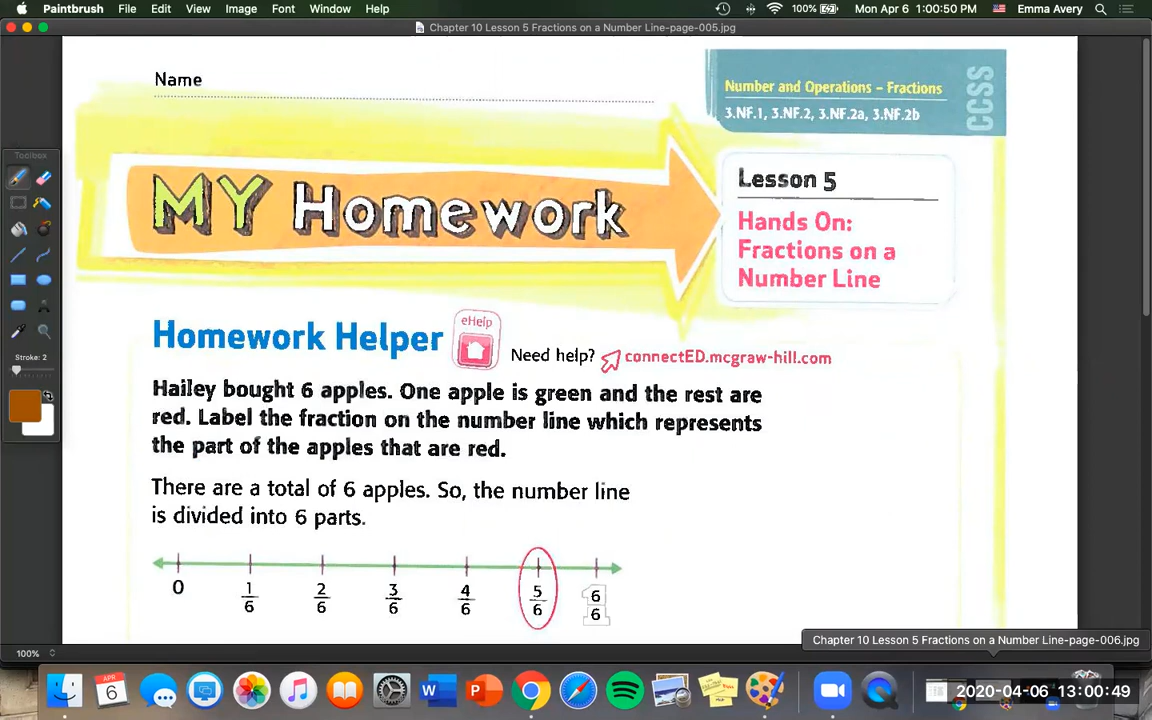 Paintbrush File Edit View Image Font Window Help 100% Mon Apr 6 1:00:50 PM Emma Avery
Chapter 10 Lesson 5 Fractions on a Number Line-page-005.jpg
Name
Number and Operations – Fractions
3.NF.1, 3.NF.2, 3.NF.2a, 3.NF.2b
CCSS
Toolbox
MY Homework
Lesson 5
Hands On:
Fractions on a
Number Line
Homework Helper
eHelp
Need help? connectED.mcgraw-hill.com
Stroke: 2
Hailey bought 6 apples. One apple is green and the rest are
red. Label the fraction on the number line which represents
the part of the apples that are red.
There are a total of 6 apples. So, the number line
is divided into 6 parts.
0 1/6 2/6 3/6 4/6 5/6 6/6
Chapter 10 Lesson 5 Fractions on a Number Line-page-006.jpg
100%
APR
6
W
P
2020-04-06 13:00:49